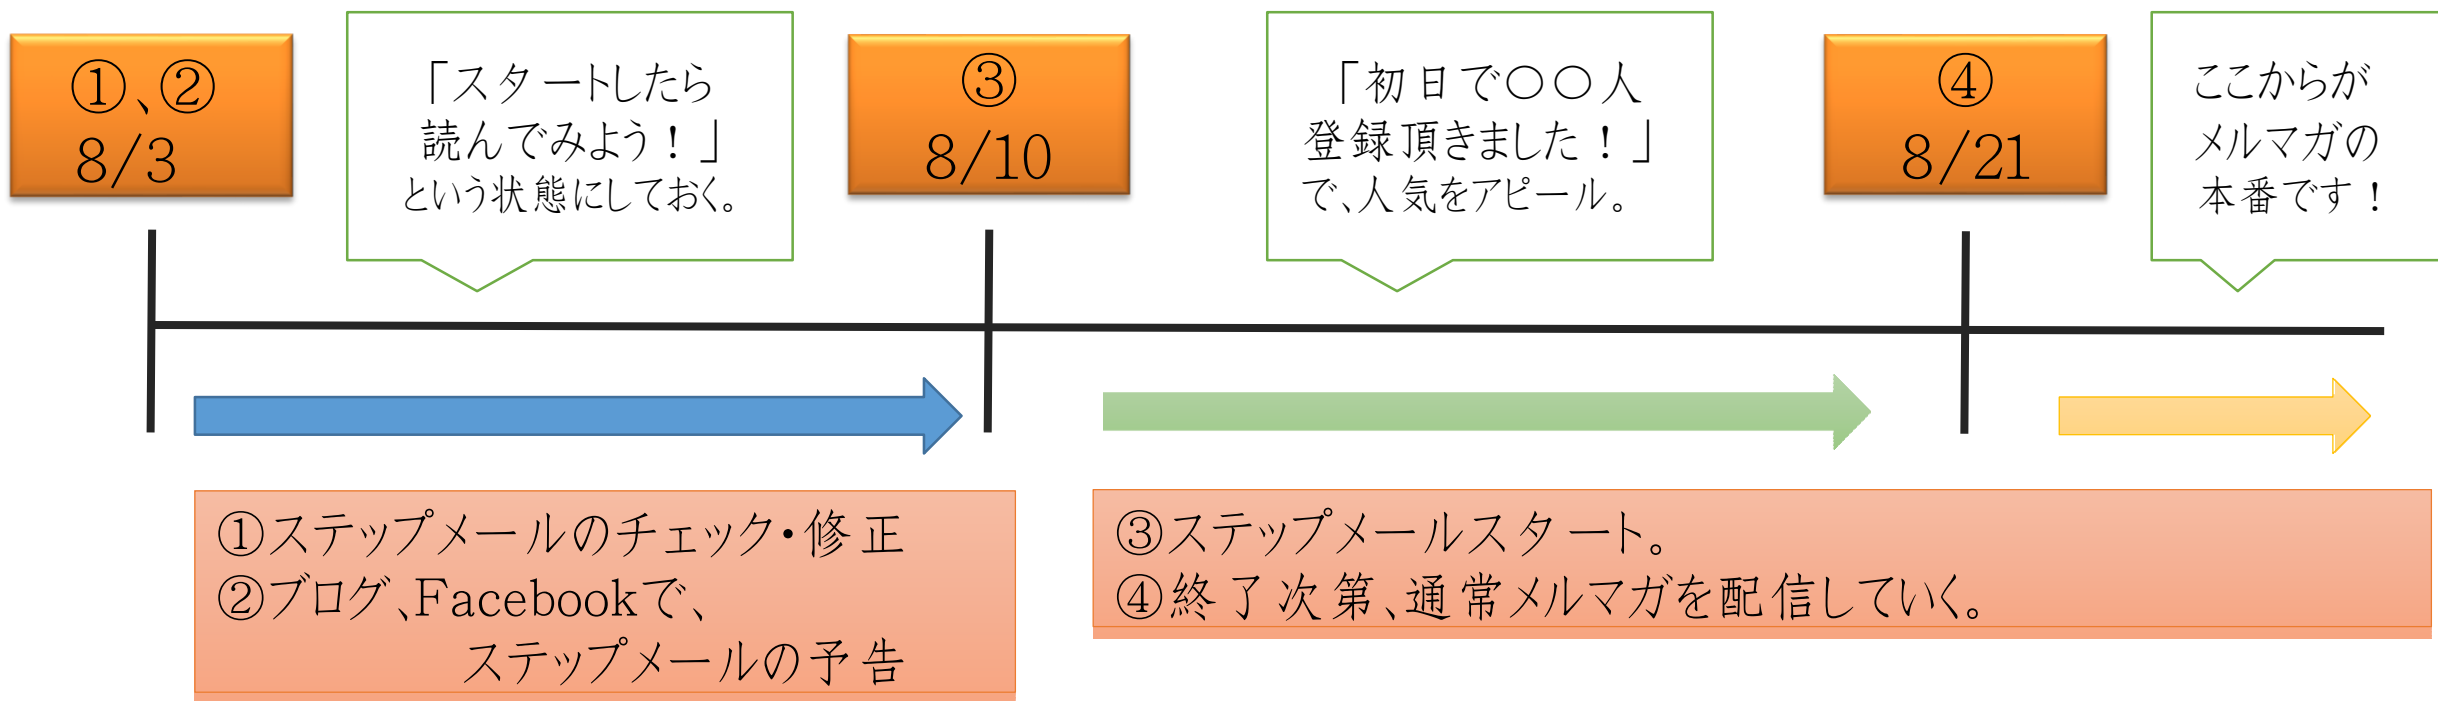 ①、②
8/3
「スタートしたら
読んでみよう！」
という状態にしておく。
③
8/10
「初日で〇〇人
登録頂きました！」
で、人気をアピール。
④
8/21
ここからが
メルマガの
本番です！
①ステップメールのチェック・修正
②ブログ、Facebookで、
ステップメールの予告
③ステップメールスタート。
④終了次第、通常メルマガを配信していく。